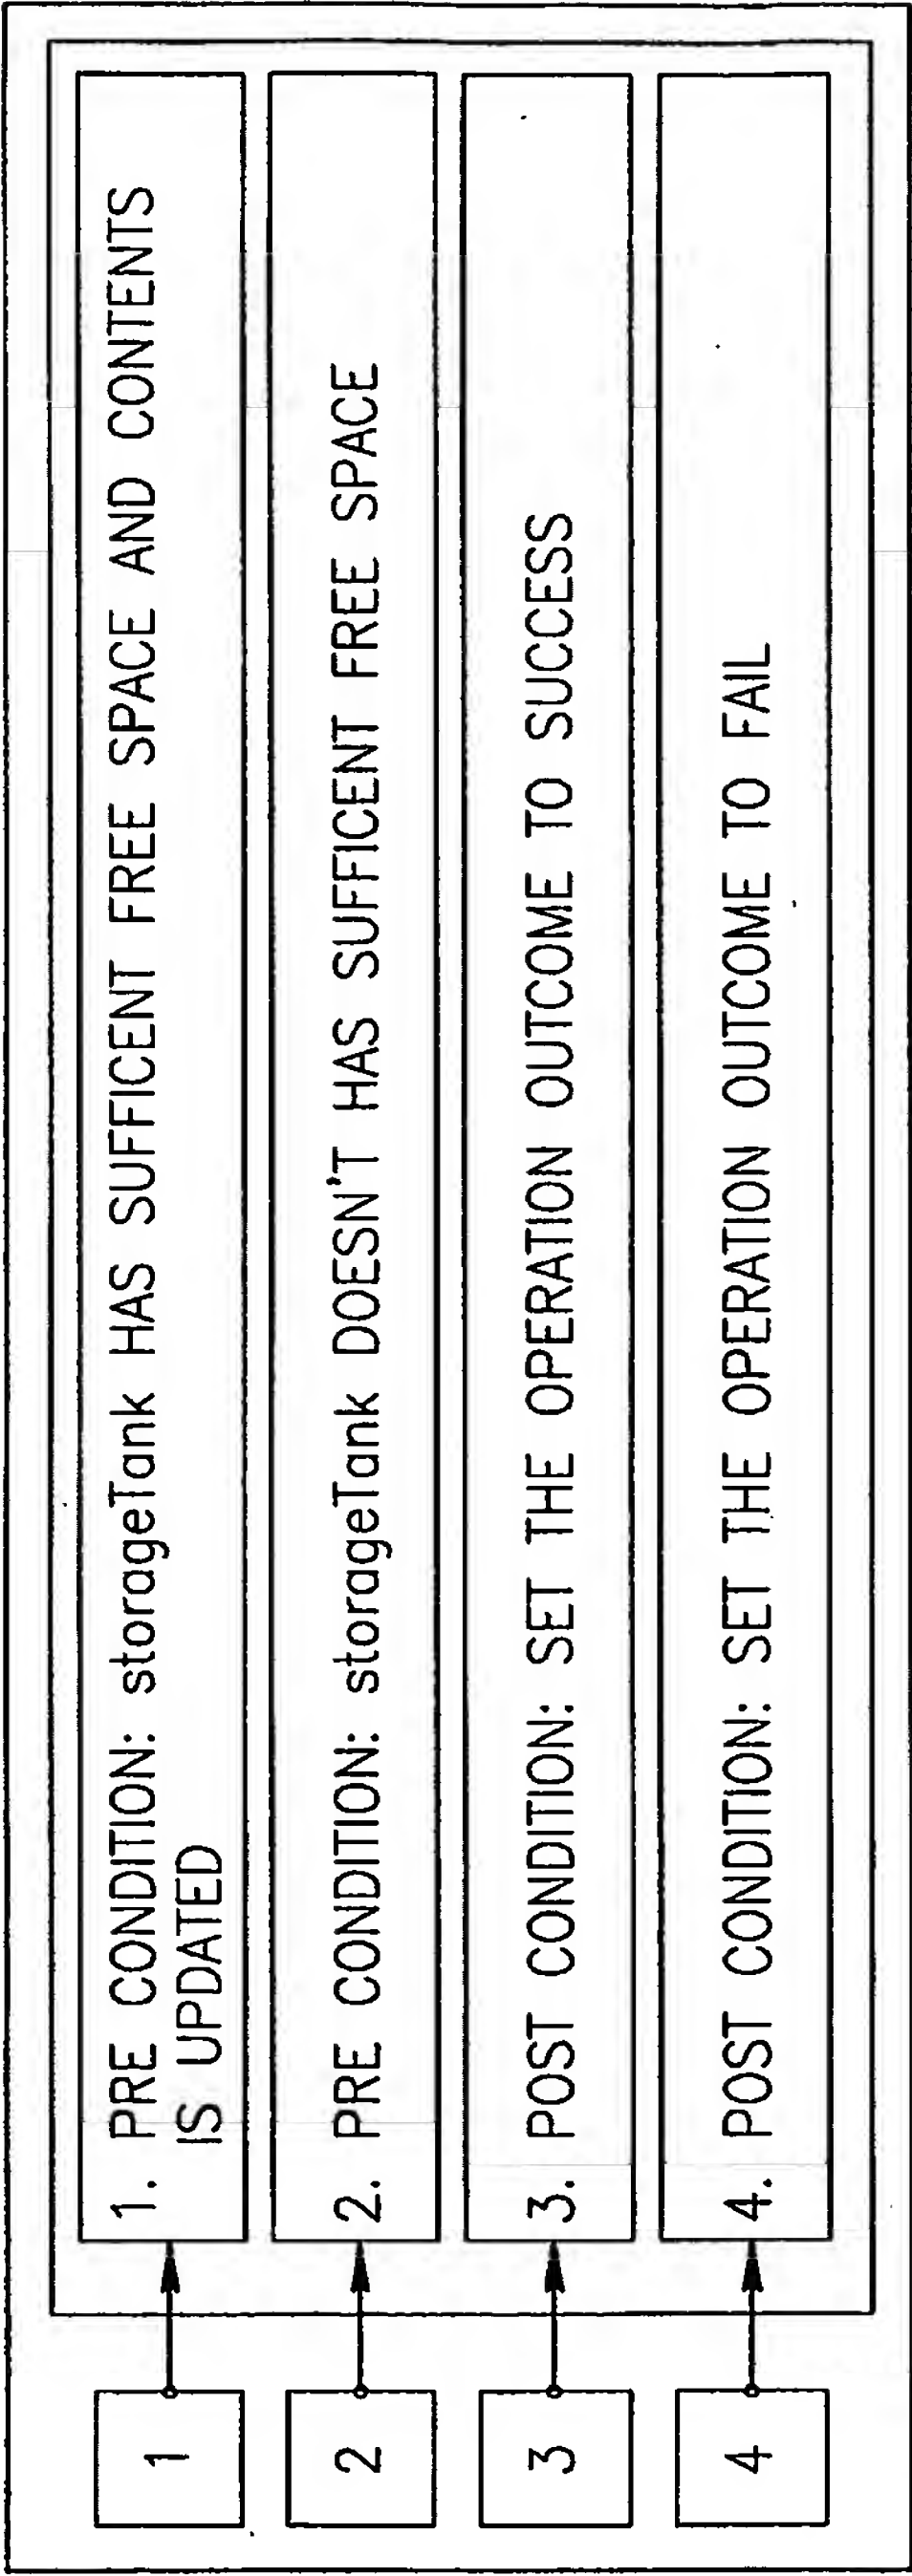 1
1. PRE CONDITION: storageTank HAS SUFFICENT FREE SPACE AND CONTENTS
IS UPDATED
2
2. PRE CONDITION: storageTank DOESN'T HAS SUFFICENT FREE SPACE
3
3. POST CONDITION: SET THE OPERATION OUTCOME TO SUCCESS
4
4. POST CONDITION: SET THE OPERATION OUTCOME TO FAIL